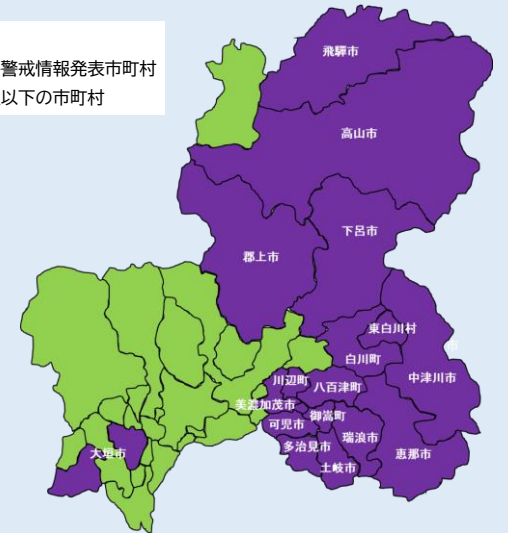 警戒情報発表市町村
以下の市町村
飛騨市
高山市
下呂市
郡上市
東白川村
市
白川町
中津川市
川辺町
八百津町
美濃加茂市
御嵩町
可児市
瑞浪市
多治見市
恵那市
大垣市
土岐市